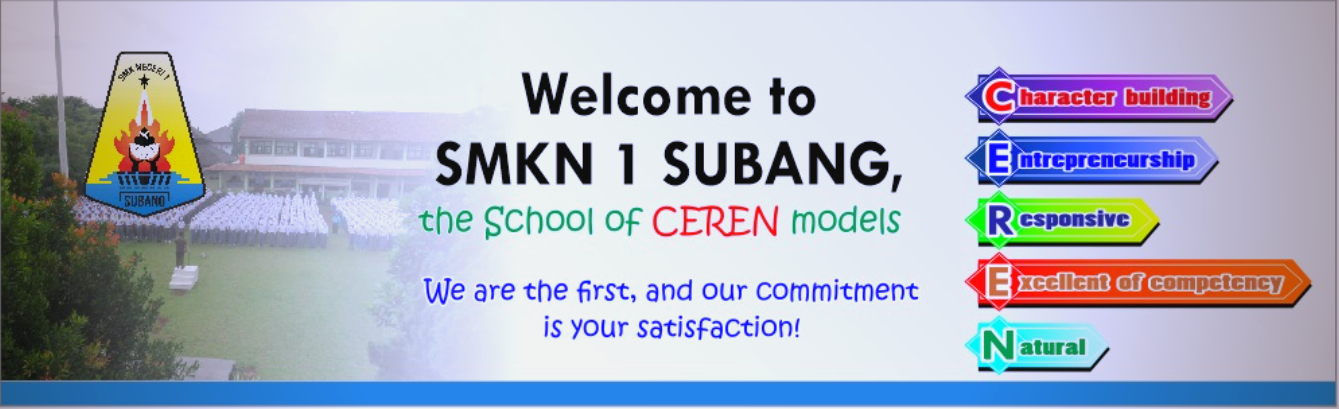 SMK NEGERI 1
SUBANG
Welcome to
SMKN 1 SUBANG,
the School of CEREN models
We are the first, and our commitment
is your satisfaction!
Character building
Entrepreneurship
Responsive
Excellent of competency
Natural